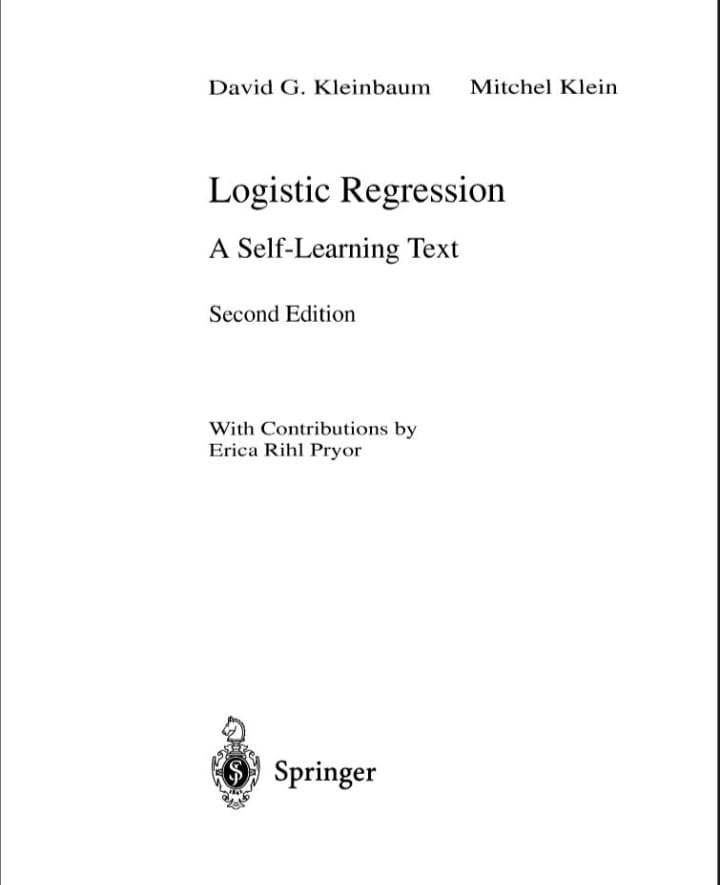 David G. Kleinbaum Mitchel Klein
Logistic Regression
A Self-Learning Text
Second Edition
With Contributions by
Erica Rihl Pryor
Springer